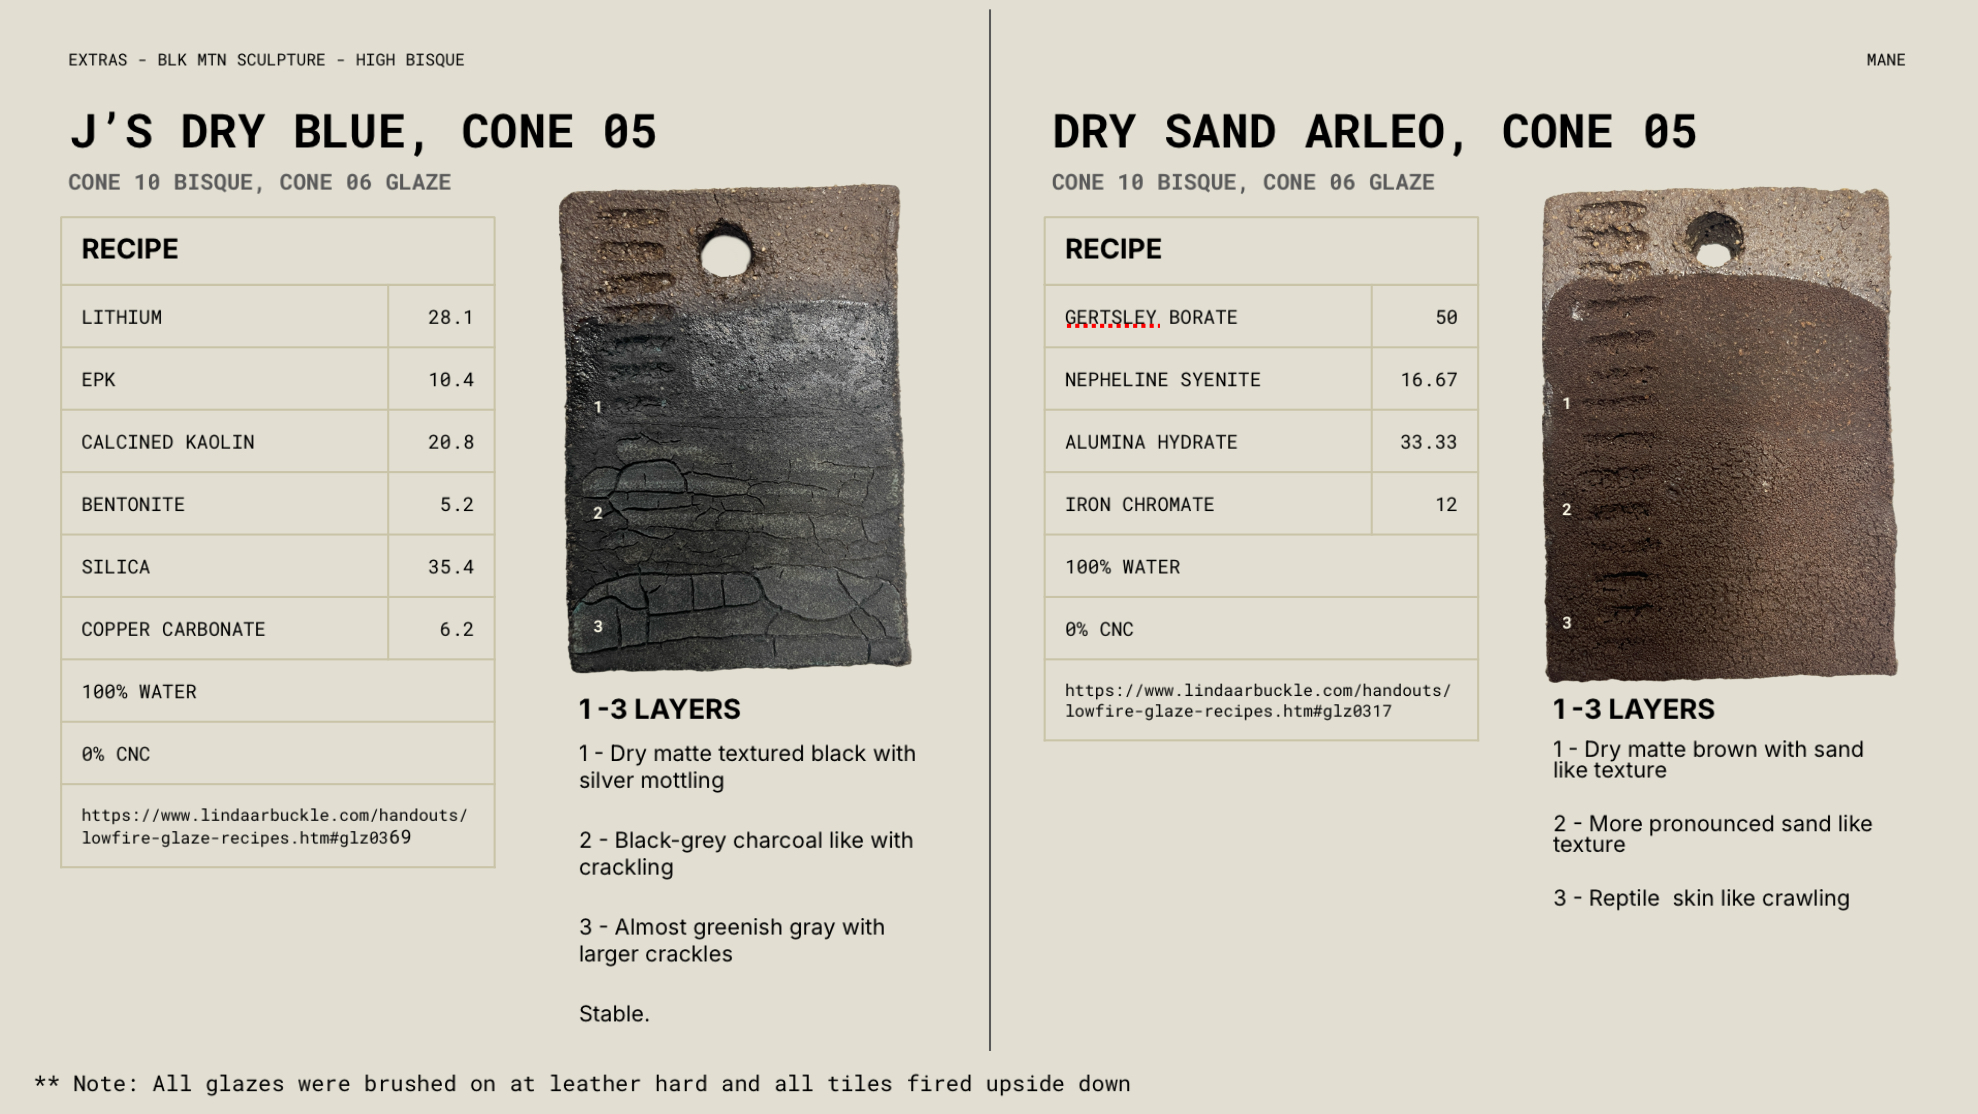 EXTRAS - BLK MTN SCULPTURE - HIGH BISQUE
MANE
J’S DRY BLUE, CONE 05
CONE 10 BISQUE, CONE 06 GLAZE
RECIPE
LITHIUM 28.1
EPK 10.4
CALCINED KAOLIN 20.8
BENTONITE 5.2
SILICA 35.4
COPPER CARBONATE 6.2
100% WATER
0% CNC
https://www.lindaarbuckle.com/handouts/
lowfire-glaze-recipes.htm#glz0369
1
2
3
1-3 LAYERS
1 - Dry matte textured black with
silver mottling
2 - Black-grey charcoal like with
crackling
3 - Almost greenish gray with
larger crackles
Stable.
DRY SAND ARLEO, CONE 05
CONE 10 BISQUE, CONE 06 GLAZE
RECIPE
GERTSLEY BORATE 50
NEPHELINE SYENITE 16.67
ALUMINA HYDRATE 33.33
IRON CHROMATE 12
100% WATER
0% CNC
https://www.lindaarbuckle.com/handouts/
lowfire-glaze-recipes.htm#glz0317
1
2
3
1-3 LAYERS
1 - Dry matte brown with sand
like texture
2 - More pronounced sand like
texture
3 - Reptile  skin like crawling
** Note: All glazes were brushed on at leather hard and all tiles fired upside down